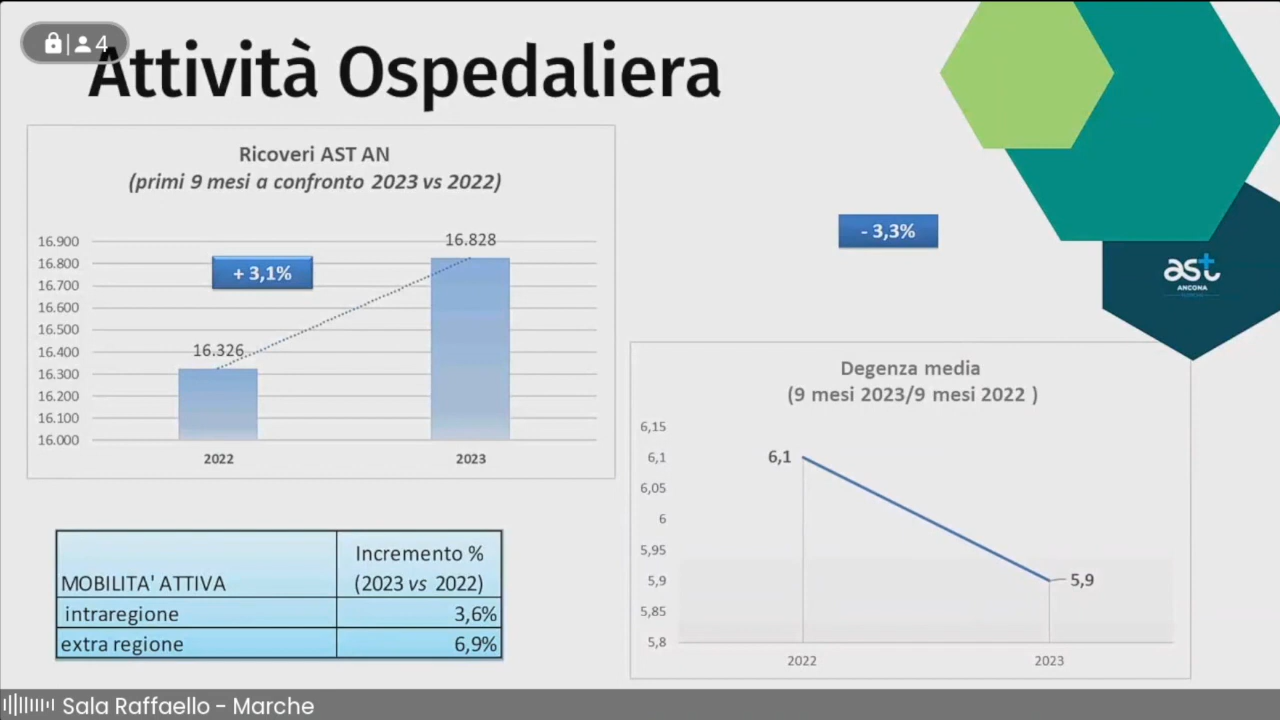 4
Attività Ospedaliera
Ricoveri AST AN
(primi 9 mesi a confronto 2023 vs 2022)
16.900
16.800
16.700
16.600
16.500
16.400
16.300
16.200
16.100
16.000
+ 3,1%
16.326
16.828
2022
2023
- 3,3%
ast
ANCONA
Degenza media
(9 mesi 2023/9 mesi 2022 )
6,15
6,1
6,05
6
5,95
5,9
5,85
5,8
6,1
5,9
2022
2023
MOBILITA' ATTIVA Incremento % (2023 vs 2022)
intraregione 3,6%
extra regione 6,9%
Sala Raffaello - Marche